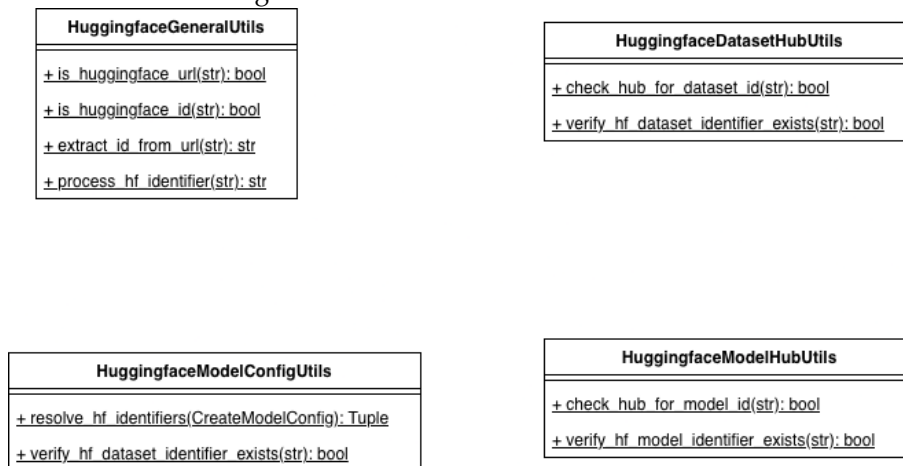 HuggingfaceGeneralUtils
+ is_huggingface_url(str): bool
+ is_huggingface_id(str): bool
+ extract_id_from_url(str): str
+ process_hf_identifier(str): str
HuggingfaceDatasetHubUtils
+ check_hub_for_dataset_id(str): bool
+ verify_hf_dataset_identifier_exists(str): bool
HuggingfaceModelConfigUtils
+ resolve_hf_identifiers(CreateModelConfig): Tuple
+ verify_hf_dataset_identifier_exists(str): bool
HuggingfaceModelHubUtils
+ check_hub_for_model_id(str): bool
+ verify_hf_model_identifier_exists(str): bool